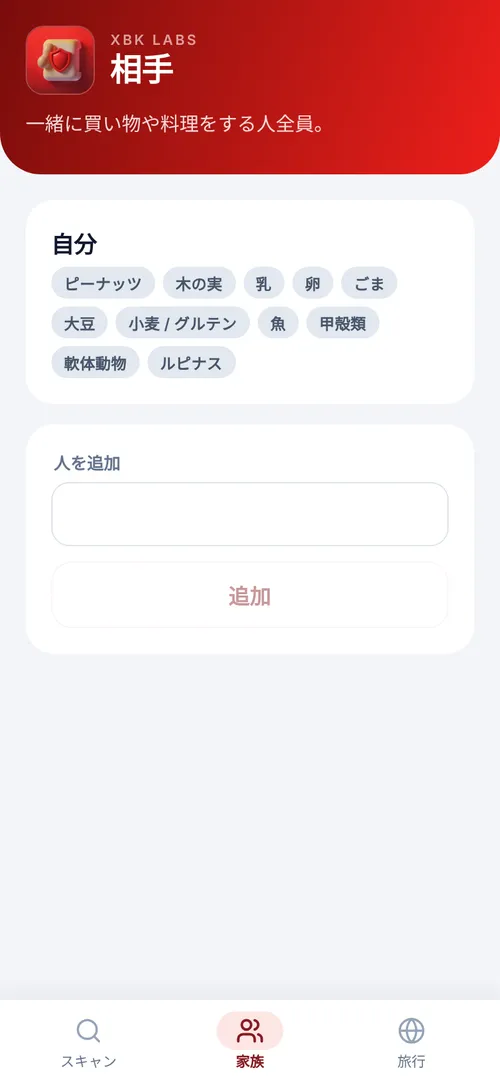 XBK LABS
相手
一緒に買い物や料理をする人全員。
自分
ピーナッツ 木の実 乳 卵 ごま
大豆 小麦 / グルテン 魚 甲殻類
軟体動物 ルピナス
人を追加
追加
スキャン 家族 旅行